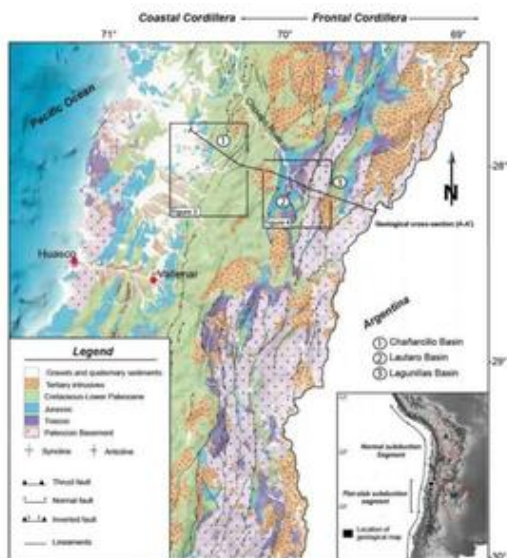 Coastal Cordillera
Frontal Cordillera
71°
70°
69°
Pacific Ocean
1
3
2
28°
N
Geological cross-section (A-A')
Huasco
Vallenar
Argentina
1 Chañarcillo Basin
2 Lautaro Basin
3 Lagunillas Basin
29°
Legend
Gravels and quaternary sediments
Tertiary intrusives
Cretaceous-Lower Paleocene
Jurassic
Triassic
Paleozoic Basement
Syncline
Anticline
Thrust fault
Normal fault
Inverted fault
Lineaments
Normal subduction
Segment
Flat-slab subduction
segment
Location of
geological map
30°